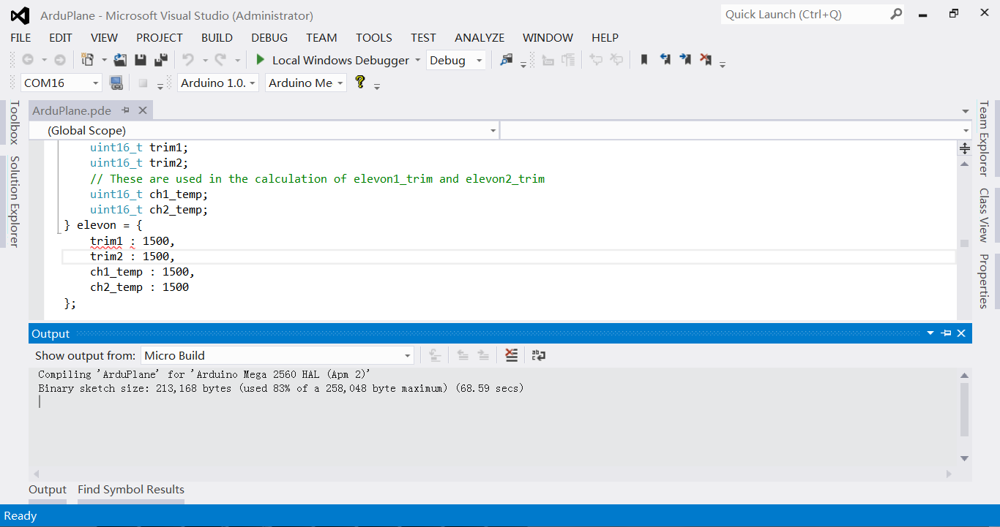 ArduPlane - Microsoft Visual Studio (Administrator)
Quick Launch (Ctrl+Q)
FILE EDIT VIEW PROJECT BUILD DEBUG TEAM TOOLS TEST ANALYZE WINDOW HELP
Local Windows Debugger Debug
COM16 Arduino 1.0. Arduino Me
Toolbox
Solution Explorer
ArduPlane.pde
(Global Scope)
uint16_t trim1;
uint16_t trim2;
// These are used in the calculation of elevon1_trim and elevon2_trim
uint16_t ch1_temp;
uint16_t ch2_temp;
} elevon = {
trim1 : 1500,
trim2 : 1500,
ch1_temp : 1500,
ch2_temp : 1500
};
Team Explorer
Class View
Properties
Output
Show output from: Micro Build
Compiling 'ArduPlane' for 'Arduino Mega 2560 HAL (Apm 2)'
Binary sketch size: 213,168 bytes (used 83% of a 258,048 byte maximum) (68.59 secs)
Output Find Symbol Results
Ready